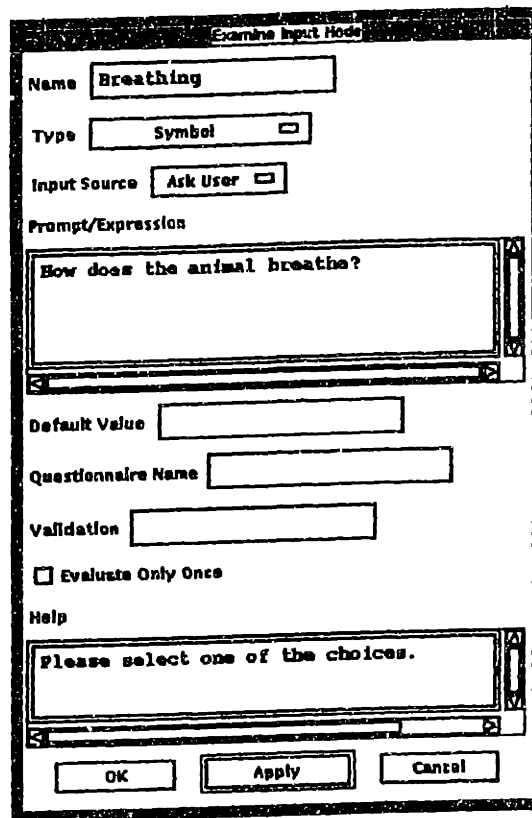 Examine Input Node
Name Breathing
Type Symbol
Input Source Ask User
Prompt/Expression
How does the animal breathe?
Default Value
Questionnaire Name
Validation
Evaluate Only Once
Help
Please select one of the choices.
OK Apply Cancel